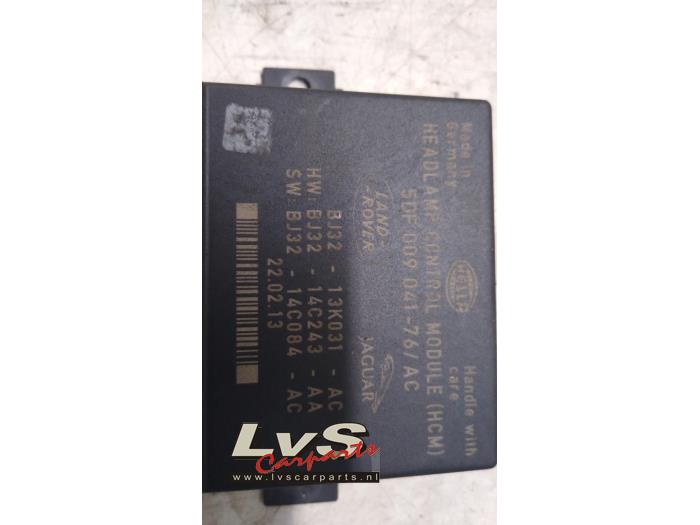 Made in
Germany
HELLA
Handle with
care
HEADLAMP CONTROL MODULE (HCM)
5DF 009 041-76/AC
LAND-
-ROVER
JAGUAR
BJ32 - 13K031 - AC
HW: BJ32 - 14C243 - AA
SW: BJ32 - 14C084 - AC
22.02.13
LvS
Carparts
www.lvscarparts.nl